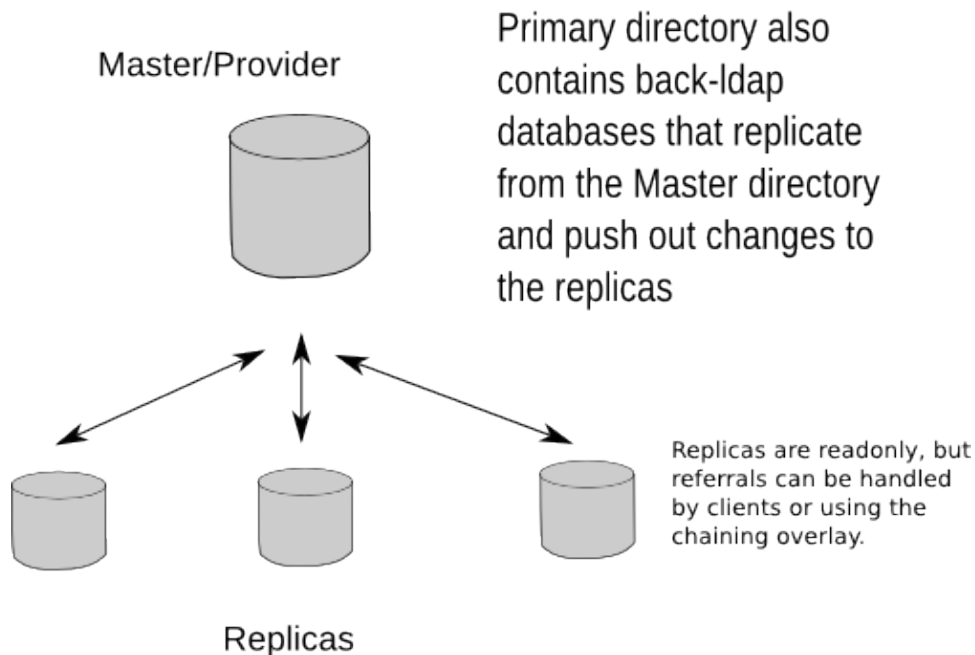 Master/Provider
Primary directory also
contains back-ldap
databases that replicate
from the Master directory
and push out changes to
the replicas
Replicas are readonly, but
referrals can be handled
by clients or using the
chaining overlay.
Replicas